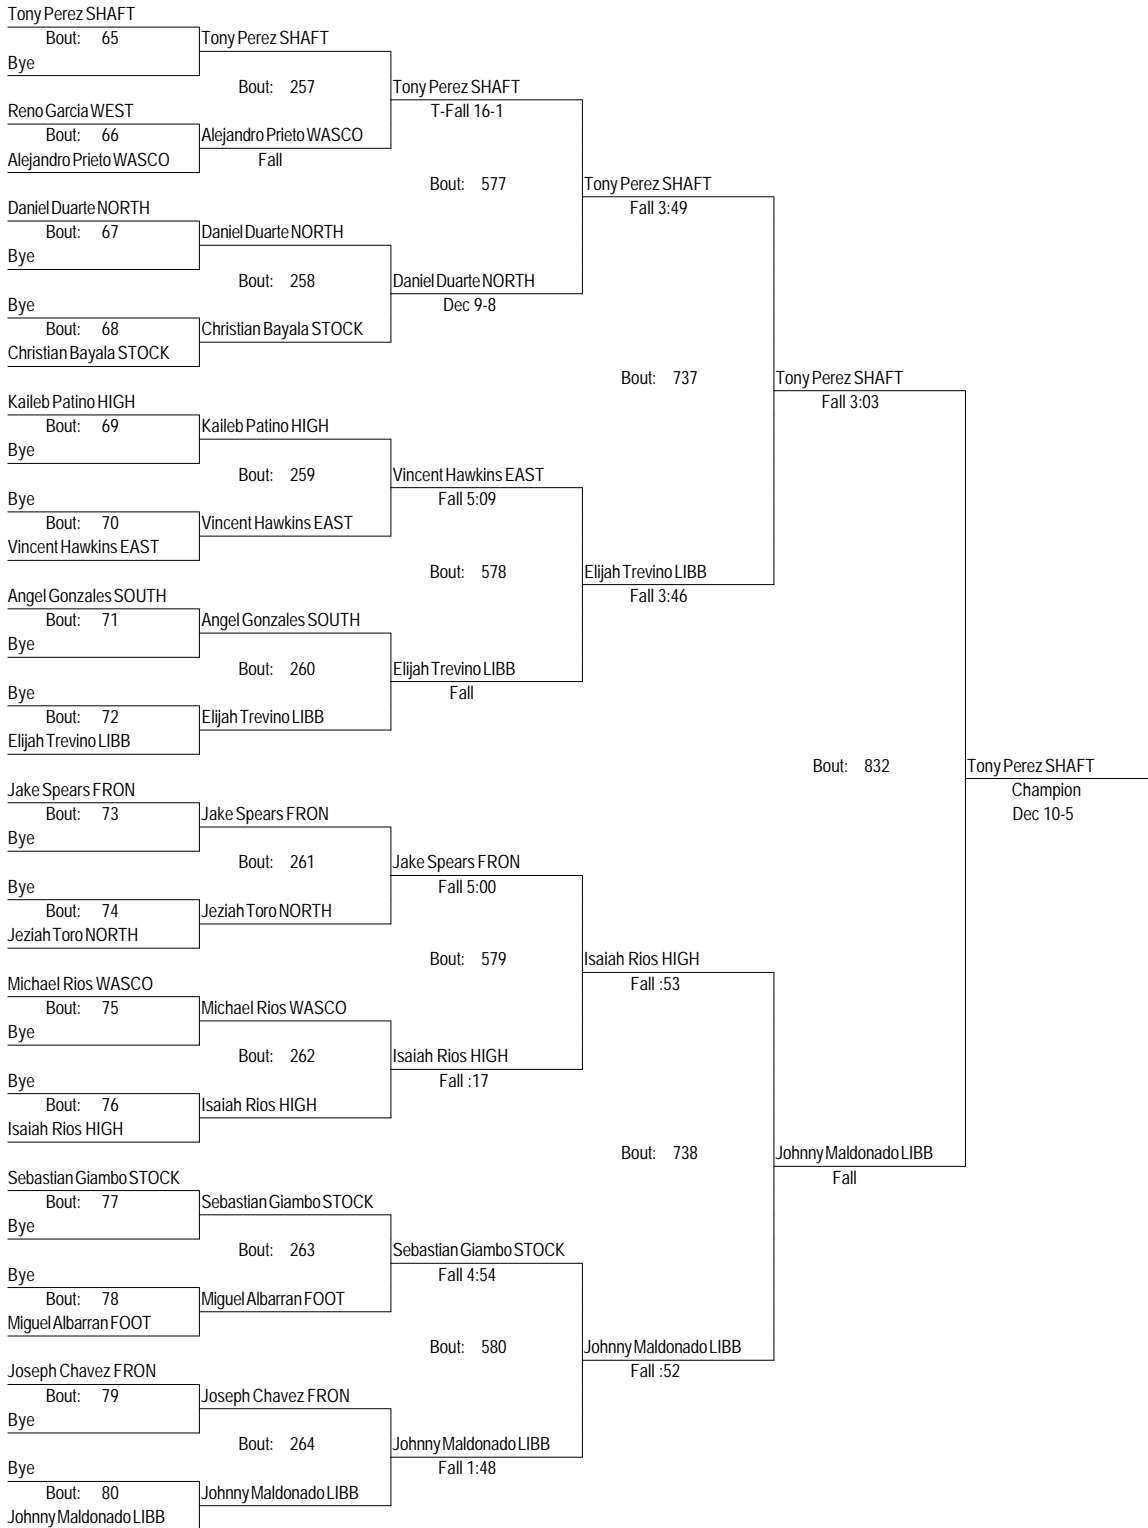 Tony Perez SHAFT
Bout: 65
Tony Perez SHAFT
Bye
Bout: 257
Tony Perez SHAFT
Reno Garcia WEST
T-Fall 16-1
Bout: 66
Alejandro Prieto WASCO
Alejandro Prieto WASCO
Fall
Bout: 577
Tony Perez SHAFT
Daniel Duarte NORTH
Fall 3:49
Bout: 67
Daniel Duarte NORTH
Bye
Bout: 258
Daniel Duarte NORTH
Bye
Dec 9-8
Bout: 68
Christian Bayala STOCK
Christian Bayala STOCK
Bout: 737
Tony Perez SHAFT
Kaileb Patino HIGH
Fall 3:03
Bout: 69
Kaileb Patino HIGH
Bye
Bout: 259
Vincent Hawkins EAST
Bye
Fall 5:09
Bout: 70
Vincent Hawkins EAST
Vincent Hawkins EAST
Bout: 578
Elijah Trevino LIBB
Angel Gonzales SOUTH
Fall 3:46
Bout: 71
Angel Gonzales SOUTH
Bye
Bout: 260
Elijah Trevino LIBB
Bye
Fall
Bout: 72
Elijah Trevino LIBB
Elijah Trevino LIBB
Bout: 832
Tony Perez SHAFT
Jake Spears FRON
Champion
Bout: 73
Jake Spears FRON
Dec 10-5
Bye
Bout: 261
Jake Spears FRON
Bye
Fall 5:00
Bout: 74
Jeziah Toro NORTH
Jeziah Toro NORTH
Bout: 579
Isaiah Rios HIGH
Michael Rios WASCO
Fall :53
Bout: 75
Michael Rios WASCO
Bye
Bout: 262
Isaiah Rios HIGH
Bye
Fall :17
Bout: 76
Isaiah Rios HIGH
Isaiah Rios HIGH
Bout: 738
Johnny Maldonado LIBB
Sebastian Giambo STOCK
Fall
Bout: 77
Sebastian Giambo STOCK
Bye
Bout: 263
Sebastian Giambo STOCK
Bye
Fall 4:54
Bout: 78
Miguel Albarran FOOT
Miguel Albarran FOOT
Bout: 580
Johnny Maldonado LIBB
Joseph Chavez FRON
Fall :52
Bout: 79
Joseph Chavez FRON
Bye
Bout: 264
Johnny Maldonado LIBB
Bye
Fall 1:48
Bout: 80
Johnny Maldonado LIBB
Johnny Maldonado LIBB